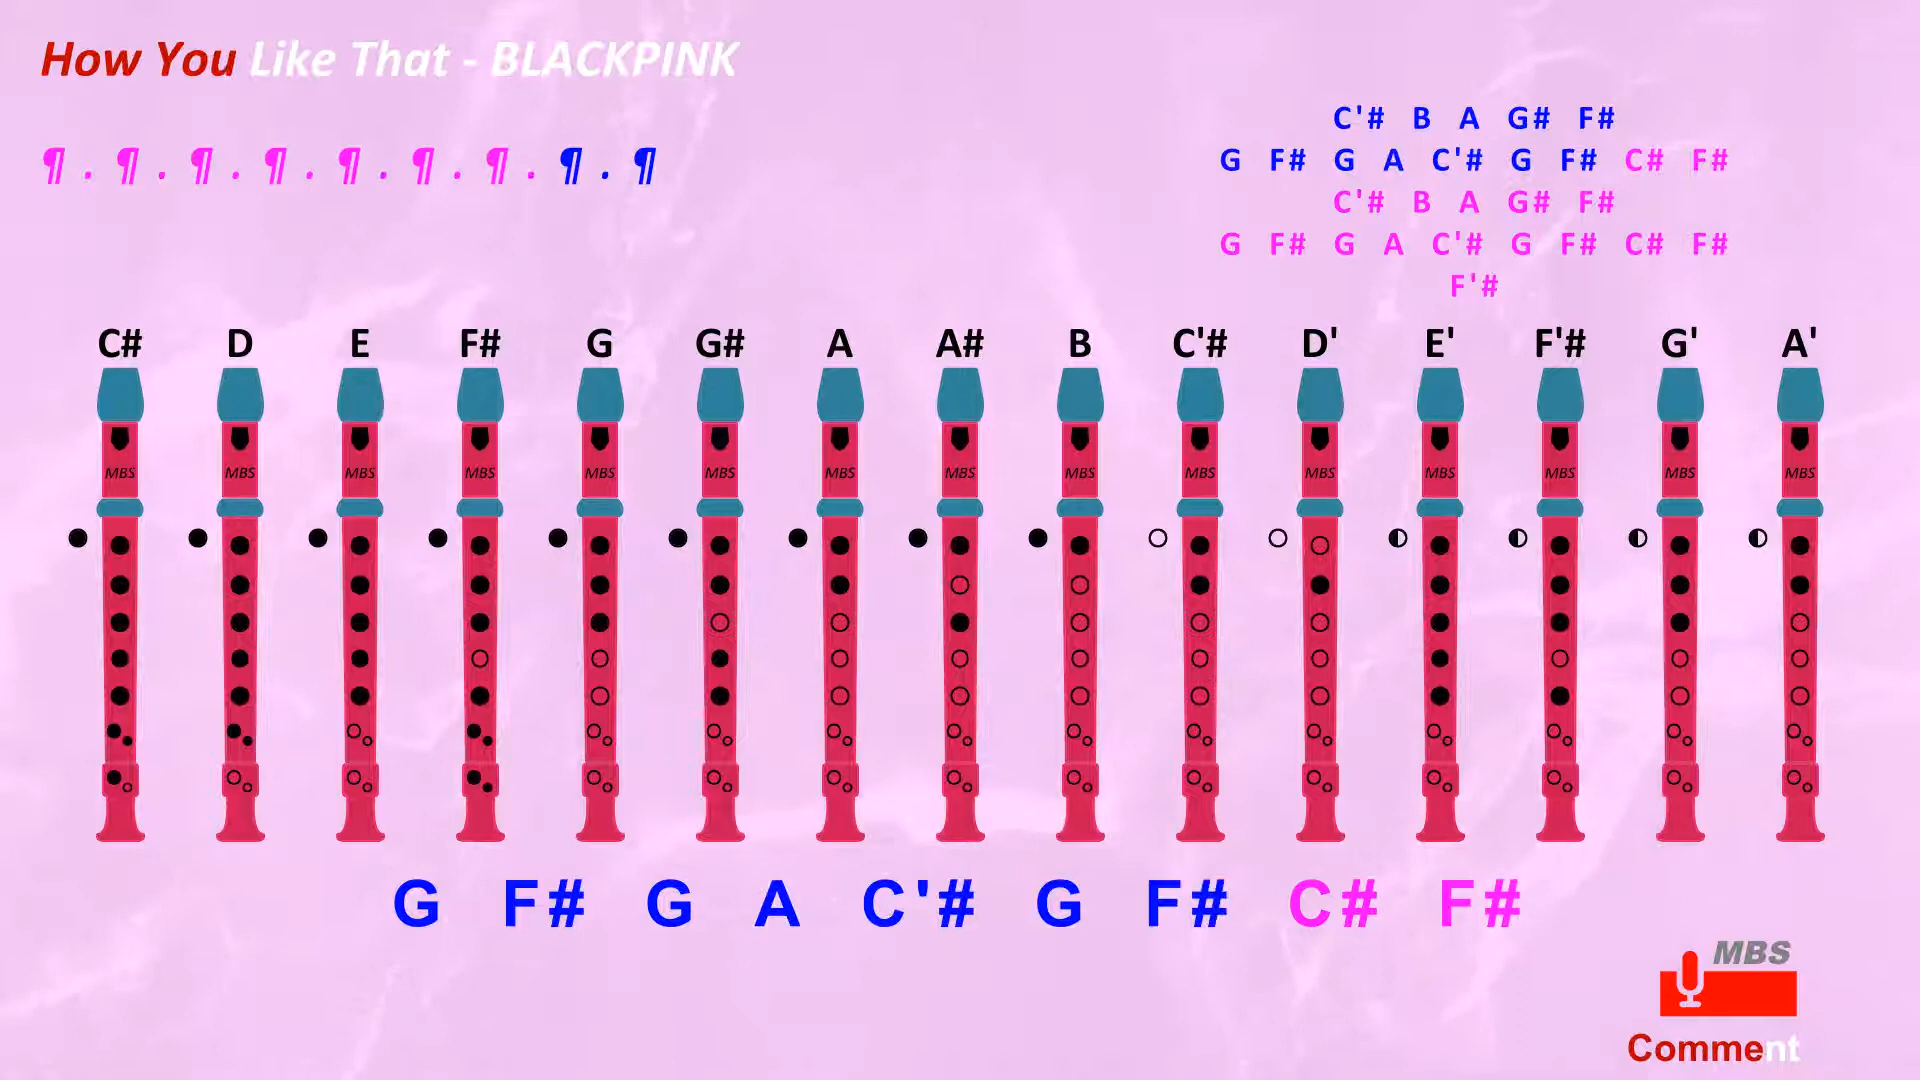 How You Like That - BLACKPINK
¶ . ¶ . ¶ . ¶ . ¶ . ¶ . ¶ . ¶ . ¶
C'# B A G# F#
G F# G A C'# G F# C# F#
C'# B A G# F#
G F# G A C'# G F# C# F#
F'#
C# D E F# G G# A A# B C'# D' E' F'# G' A'
MBS MBS MBS MBS MBS MBS MBS MBS MBS MBS MBS MBS MBS MBS MBS
G F# G A C'# G F# C# F#
MBS
Comment